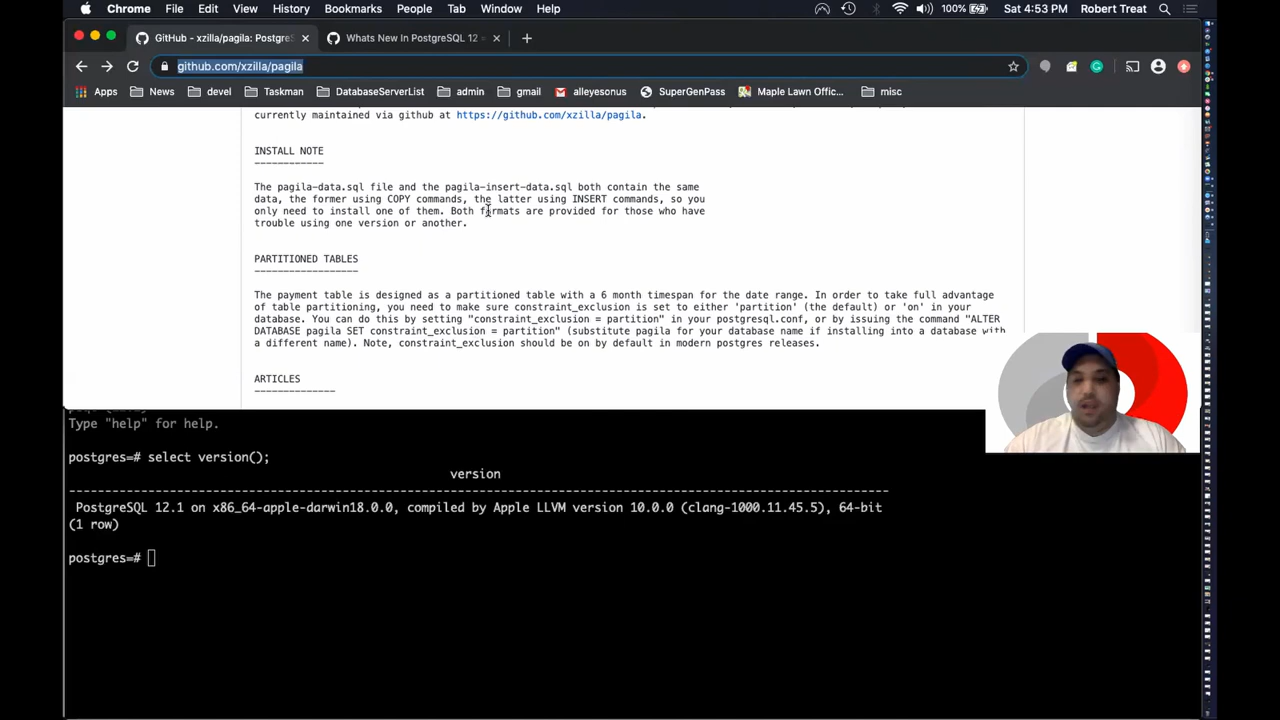 Chrome File Edit View History Bookmarks People Tab Window Help 100% Sat 4:53 PM Robert Treat
GitHub - xzilla/pagila: PostgreS Whats New In PostgreSQL 12
github.com/xzilla/pagila
Apps News devel Taskman DatabaseServerList admin gmail alleyesonus SuperGenPass Maple Lawn Offic... misc
currently maintained via github at https://github.com/xzilla/pagila.
INSTALL NOTE
------------
The pagila-data.sql file and the pagila-insert-data.sql both contain the same
data, the former using COPY commands, the latter using INSERT commands, so you
only need to install one of them. Both formats are provided for those who have
trouble using one version or another.
PARTITIONED TABLES
------------------
The payment table is designed as a partitioned table with a 6 month timespan for the date range. In order to take full advantage
of table partitioning, you need to make sureconstraint_exclusion is set to either 'partition' (the default) or 'on' in your
database. You can do this by setting "constraint_exclusion = partition" in your postgresql.conf, or by issuing the command "ALTER
DATABASE pagila SET constraint_exclusion = partition" (substitute pagila for your database name if installing into a database with
a different name). Note, constraint_exclusion should be on by default in modern postgres releases.
ARTICLES
--------------
Type "help" for help.
postgres=# select version();
version
----------------------------------------------------------------------------------------------------------------
PostgreSQL 12.1 on x86_64-apple-darwin18.0.0, compiled by Apple LLVM version 10.0.0 (clang-1000.11.45.5), 64-bit
(1 row)
postgres=#